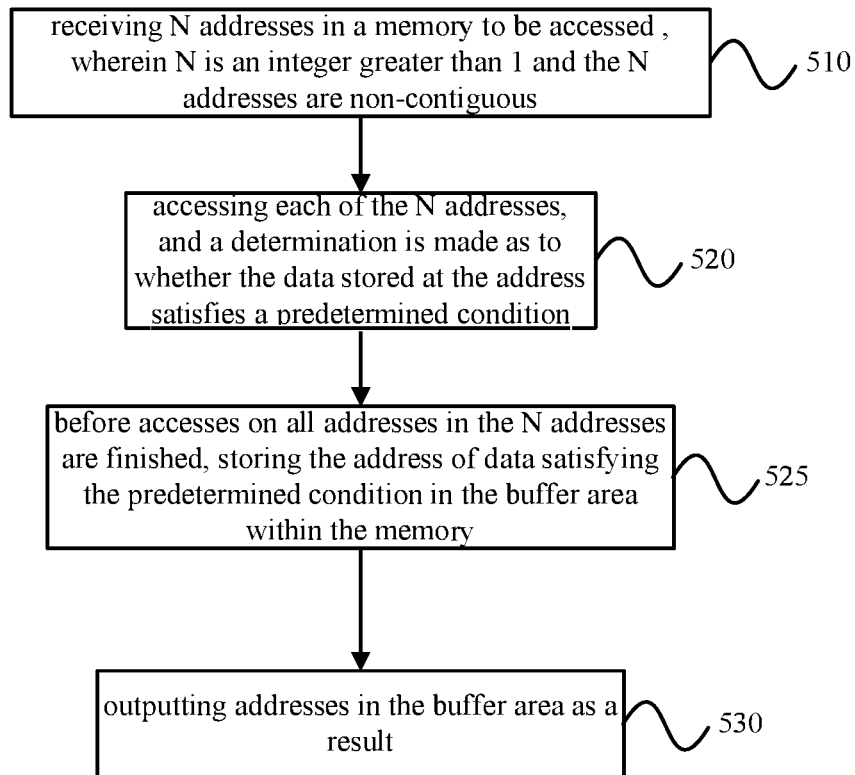 receiving N addresses in a memory to be accessed ,
wherein N is an integer greater than 1 and the N
addresses are non-contiguous
510
accessing each of the N addresses,
and a determination is made as to
whether the data stored at the address
satisfies a predetermined condition
520
before accesses on all addresses in the N addresses
are finished, storing the address of data satisfying
the predetermined condition in the buffer area
within the memory
525
outputting addresses in the buffer area as a
result
530